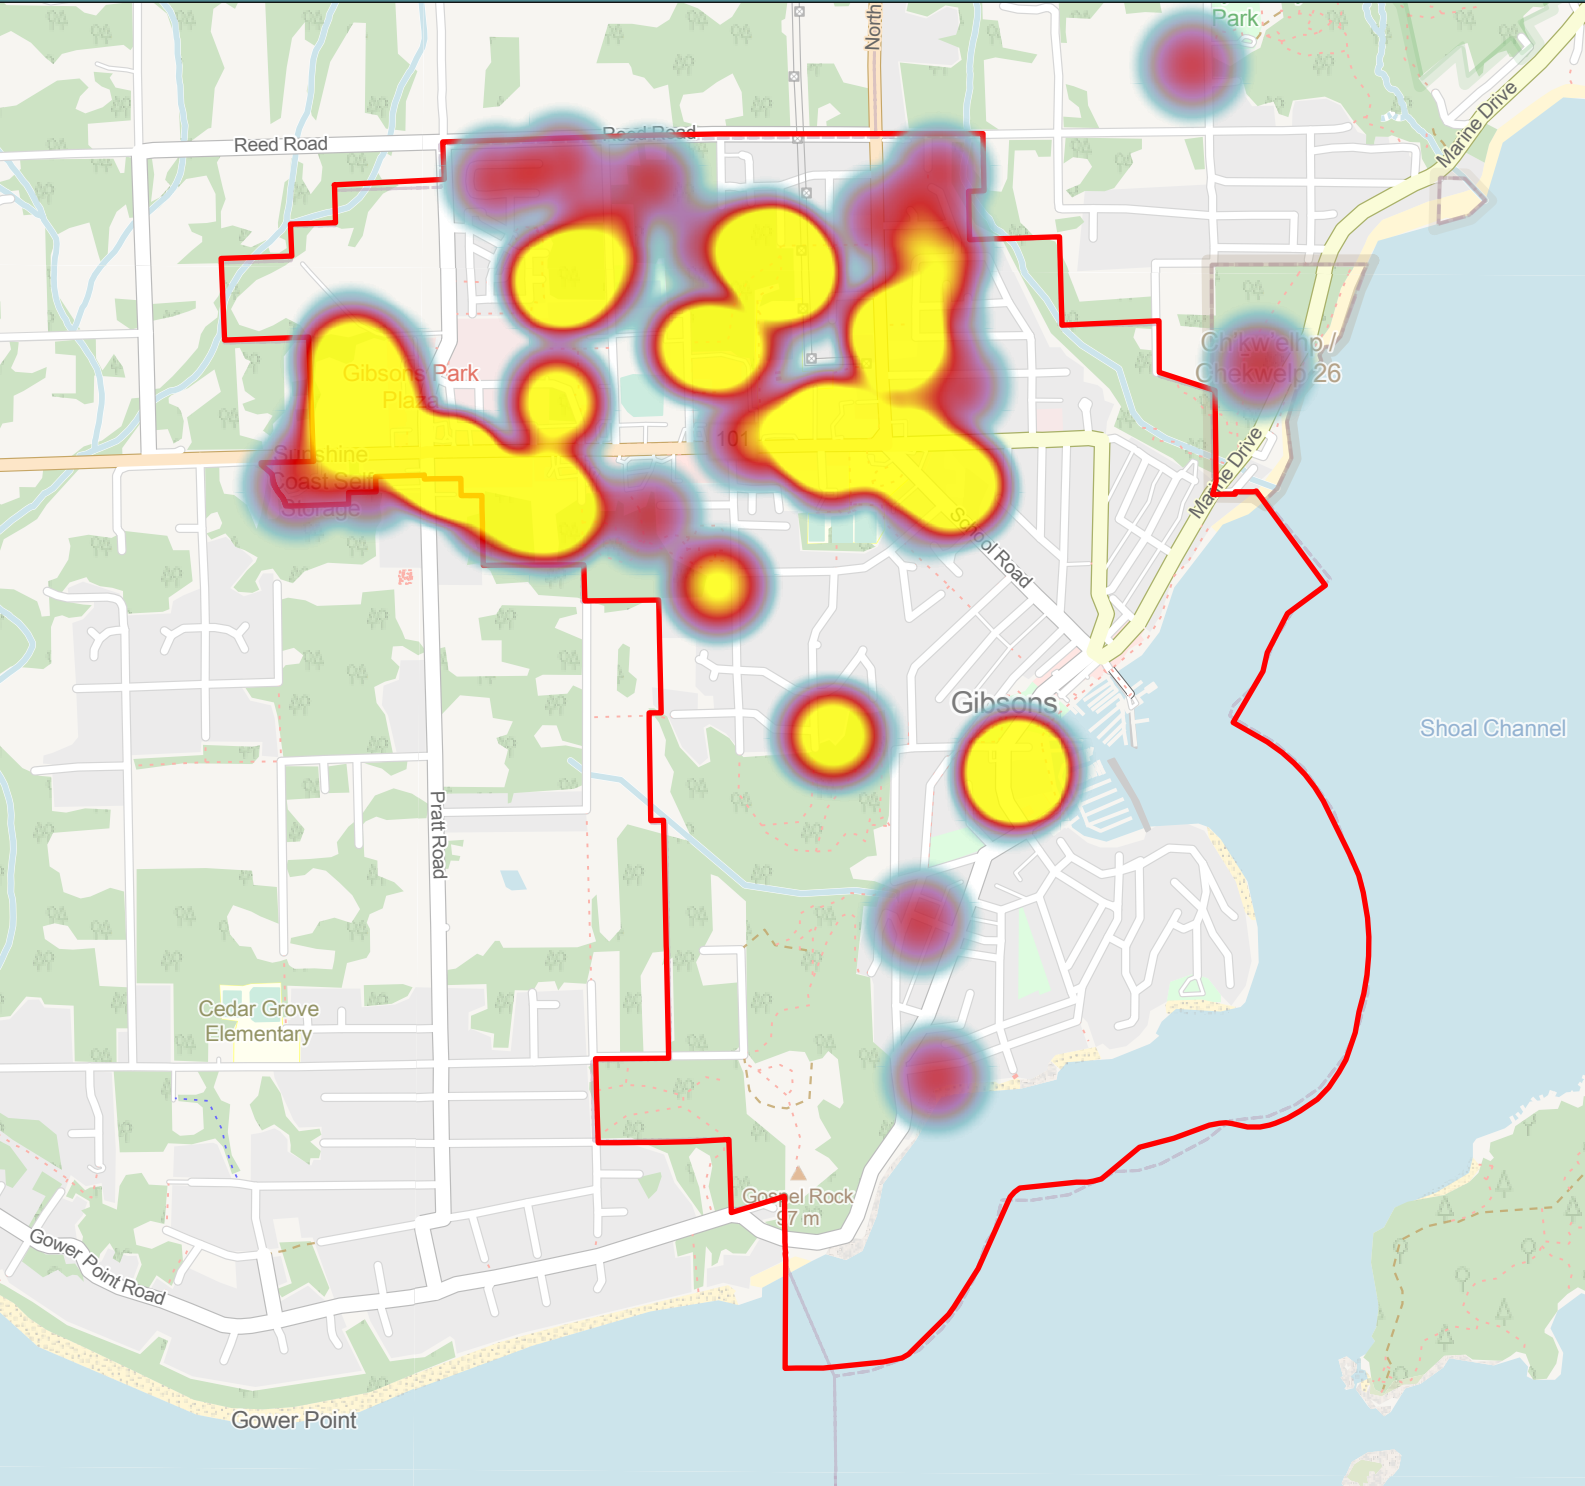 Park
North
Marine Drive
Reed Road
Reed Road
Ch'kw'elhp /
Chekwelp 26
Gibsons Park
Plaza
101
Sunshine
Coast Self
Storage
Marine Drive
School Road
Gibsons
Shoal Channel
Pratt Road
Cedar Grove
Elementary
Gospel Rock
97 m
Gower Point Road
Gower Point